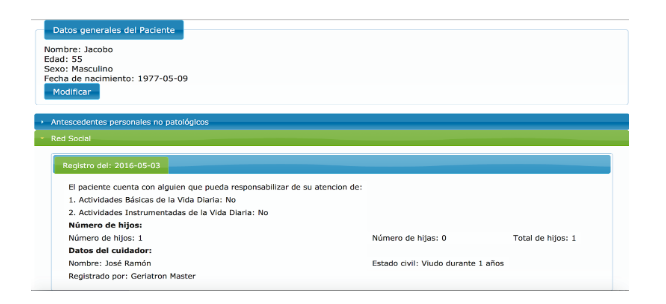 Datos generales del Paciente
Nombre: Jacobo
Edad: 55
Sexo: Masculino
Fecha de nacimiento: 1977-05-09
Modificar
Antescedentes personales no patológicos
Red Social
Registro del: 2016-05-03
El paciente cuenta con alguien que pueda responsabilizar de su atencion de:
1. Actividades Básicas de la Vida Diaria: No
2. Actividades Instrumentadas de la Vida Diaria: No
Número de hijos:
Número de hijos: 1 Número de hijas: 0 Total de hijos: 1
Datos del cuidador:
Nombre: José Ramón Estado civil: Viudo durante 1 años
Registrado por: Geriatron Master